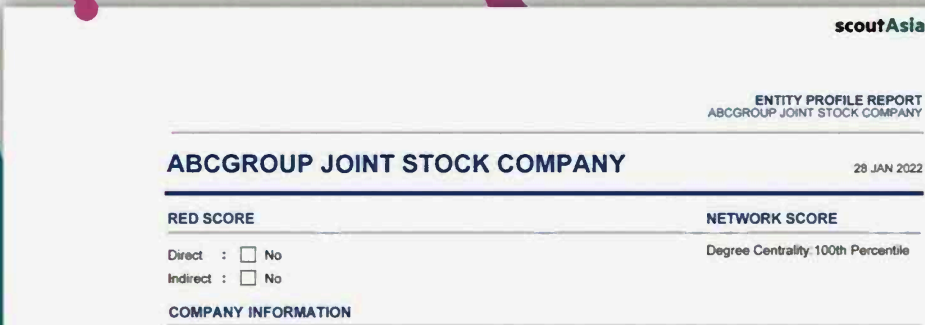 scoutAsia
ENTITY PROFILE REPORT
ABCGROUP JOINT STOCK COMPANY
ABCGROUP JOINT STOCK COMPANY
28 JAN 2022
RED SCORE
NETWORK SCORE
Direct : No
Degree Centrality: 100th Percentile
Indirect : No
COMPANY INFORMATION